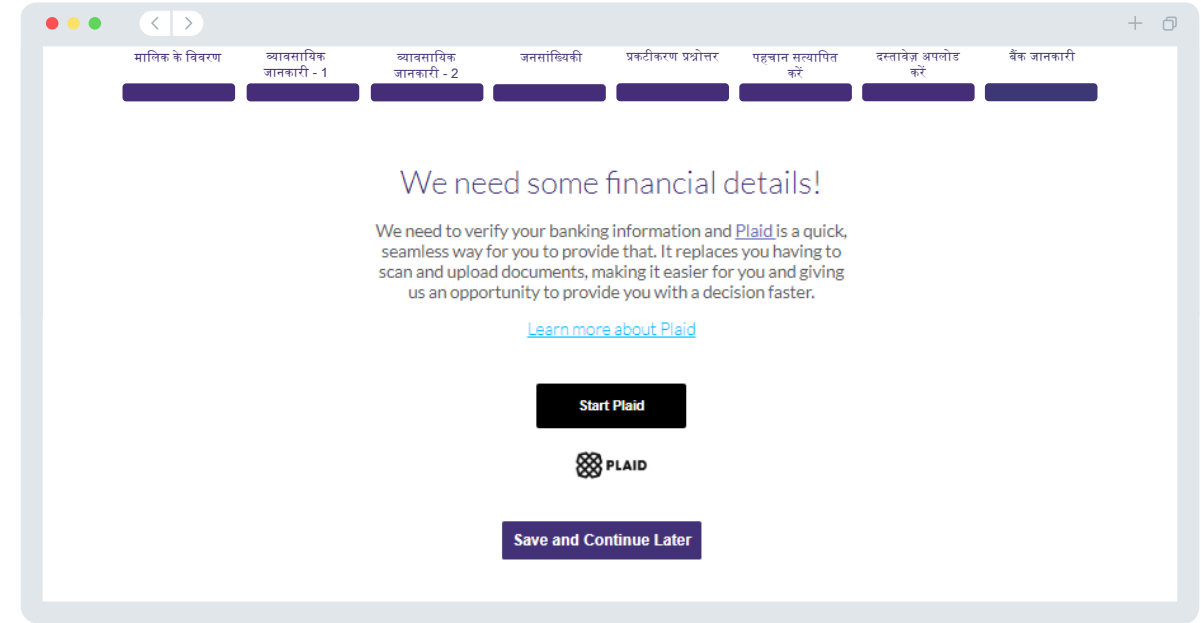 मालिक के विवरण
व्यावसायिक
जानकारी - 1
व्यावसायिक
जानकारी - 2
जनसांख्यिकी
प्रकटीकरण प्रश्नोत्तर
पहचान सत्यापित
करें
दस्तावेज़ अपलोड
करें
बैंक जानकारी
We need some financial details!
We need to verify your banking information and Plaid is a quick,
seamless way for you to provide that. It replaces you having to
scan and upload documents, making it easier for you and giving
us an opportunity to provide you with a decision faster.
Learn more about Plaid
Start Plaid
PLAID
Save and Continue Later